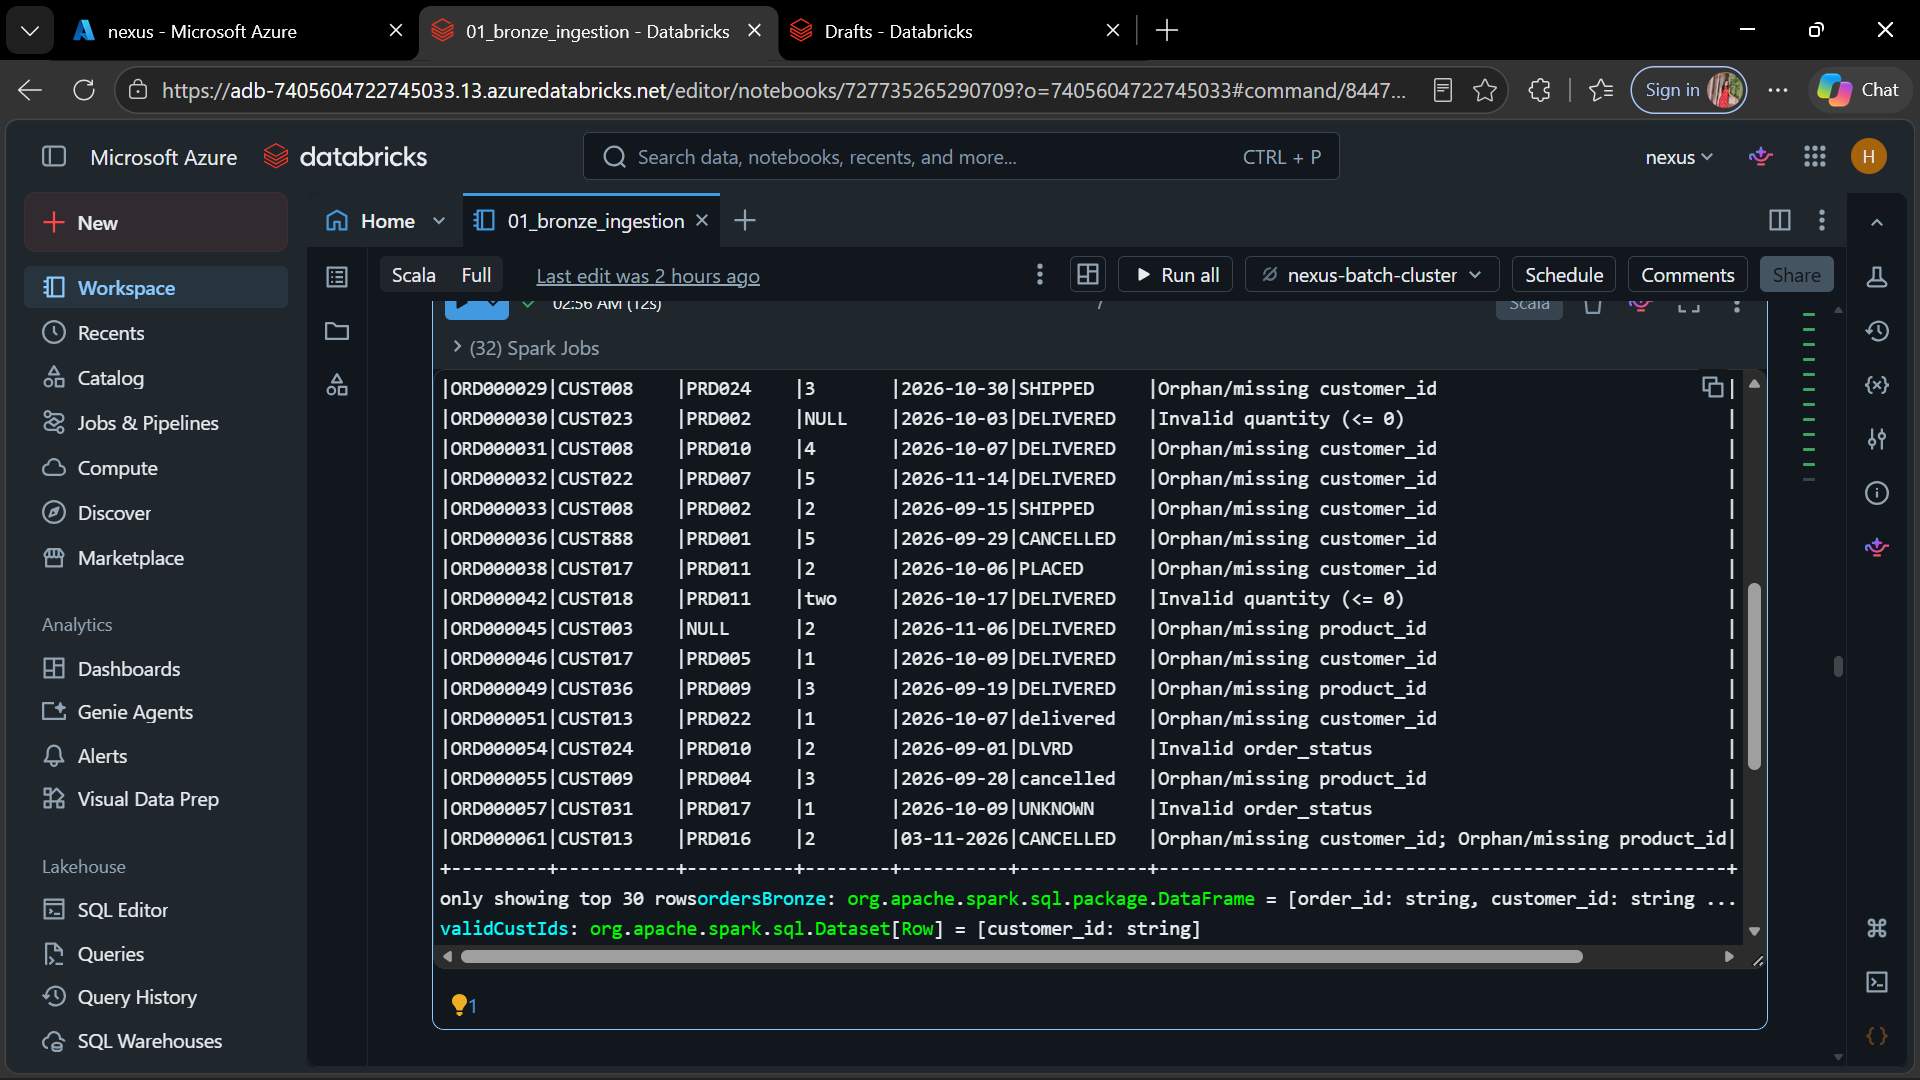 nexus - Microsoft Azure
01_bronze_ingestion - Databricks
Drafts - Databricks
https://adb-7405604722745033.13.azuredatabricks.net/editor/notebooks/727735265290709?o=7405604722745033#command/8447...
Sign in
Chat
Microsoft Azure
databricks
Search data, notebooks, recents, and more...
CTRL + P
nexus
H
New
Home
01_bronze_ingestion
Workspace
Scala
Full
Last edit was 2 hours ago
Run all
nexus-batch-cluster
Schedule
Comments
Share
Recents
Catalog
Jobs & Pipelines
Compute
Discover
Marketplace
Analytics
Dashboards
Genie Agents
Alerts
Visual Data Prep
Lakehouse
SQL Editor
Queries
Query History
SQL Warehouses
02:56 AM (12s)
7
Scala
(32) Spark Jobs
|ORD000029|CUST008    |PRD024    |3       |2026-10-30|SHIPPED     |Orphan/missing customer_id                            |
|ORD000030|CUST023    |PRD002    |NULL    |2026-10-03|DELIVERED   |Invalid quantity (<= 0)                               |
|ORD000031|CUST008    |PRD010    |4       |2026-10-07|DELIVERED   |Orphan/missing customer_id                            |
|ORD000032|CUST022    |PRD007    |5       |2026-11-14|DELIVERED   |Orphan/missing customer_id                            |
|ORD000033|CUST008    |PRD002    |2       |2026-09-15|SHIPPED     |Orphan/missing customer_id                            |
|ORD000036|CUST888    |PRD001    |5       |2026-09-29|CANCELLED   |Orphan/missing customer_id                            |
|ORD000038|CUST017    |PRD011    |2       |2026-10-06|PLACED      |Orphan/missing customer_id                            |
|ORD000042|CUST018    |PRD011    |two     |2026-10-17|DELIVERED   |Invalid quantity (<= 0)                               |
|ORD000045|CUST003    |NULL      |2       |2026-11-06|DELIVERED   |Orphan/missing product_id                             |
|ORD000046|CUST017    |PRD005    |1       |2026-10-09|DELIVERED   |Orphan/missing customer_id                            |
|ORD000049|CUST036    |PRD009    |3       |2026-09-19|DELIVERED   |Orphan/missing product_id                             |
|ORD000051|CUST013    |PRD022    |1       |2026-10-07|delivered   |Orphan/missing customer_id                            |
|ORD000054|CUST024    |PRD010    |2       |2026-09-01|DLVRD       |Invalid order_status                                  |
|ORD000055|CUST009    |PRD004    |3       |2026-09-20|cancelled   |Orphan/missing product_id                             |
|ORD000057|CUST031    |PRD017    |1       |2026-10-09|UNKNOWN     |Invalid order_status                                  |
|ORD000061|CUST013    |PRD016    |2       |03-11-2026|CANCELLED   |Orphan/missing customer_id; Orphan/missing product_id|
+---------+-----------+----------+--------+----------+------------+------------------------------------------------------+
only showing top 30 rowsordersBronze: org.apache.spark.sql.package.DataFrame = [order_id: string, customer_id: string ...
validCustIds: org.apache.spark.sql.Dataset[Row] = [customer_id: string]
1